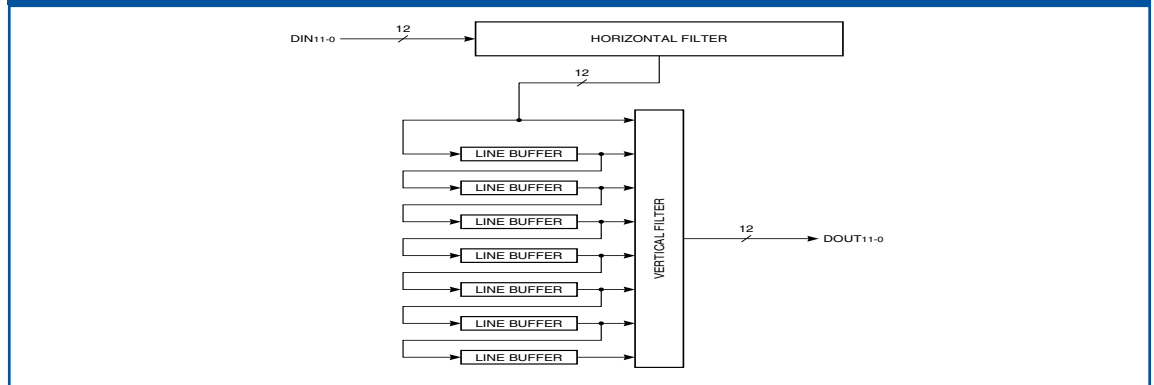 12
DIN11-0
HORIZONTAL FILTER
12
LINE BUFFER
LINE BUFFER
LINE BUFFER
LINE BUFFER
LINE BUFFER
LINE BUFFER
LINE BUFFER
VERTICAL FILTER
12
DOUT11-0